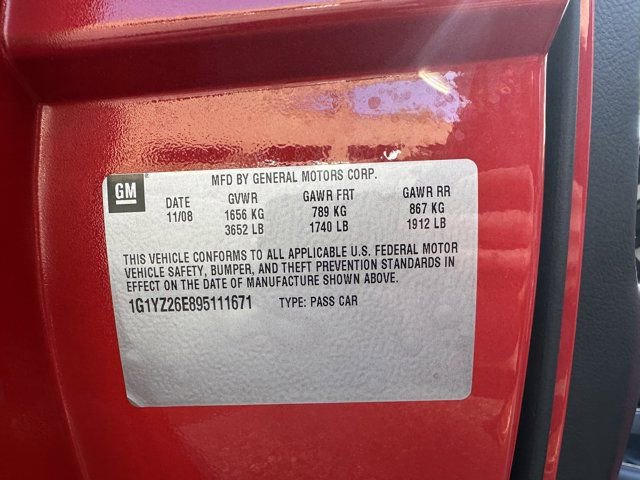 MFD BY GENERAL MOTORS CORP.
GM
DATE GVWR GAWR FRT GAWR RR
11/08 1656 KG 789 KG 867 KG
3652 LB 1740 LB 1912 LB
THIS VEHICLE CONFORMS TO ALL APPLICABLE U.S. FEDERAL MOTOR
VEHICLE SAFETY, BUMPER, AND THEFT PREVENTION STANDARDS IN
EFFECT ON THE DATE OF MANUFACTURE SHOWN ABOVE.
1G1YZ26E895111671 TYPE: PASS CAR